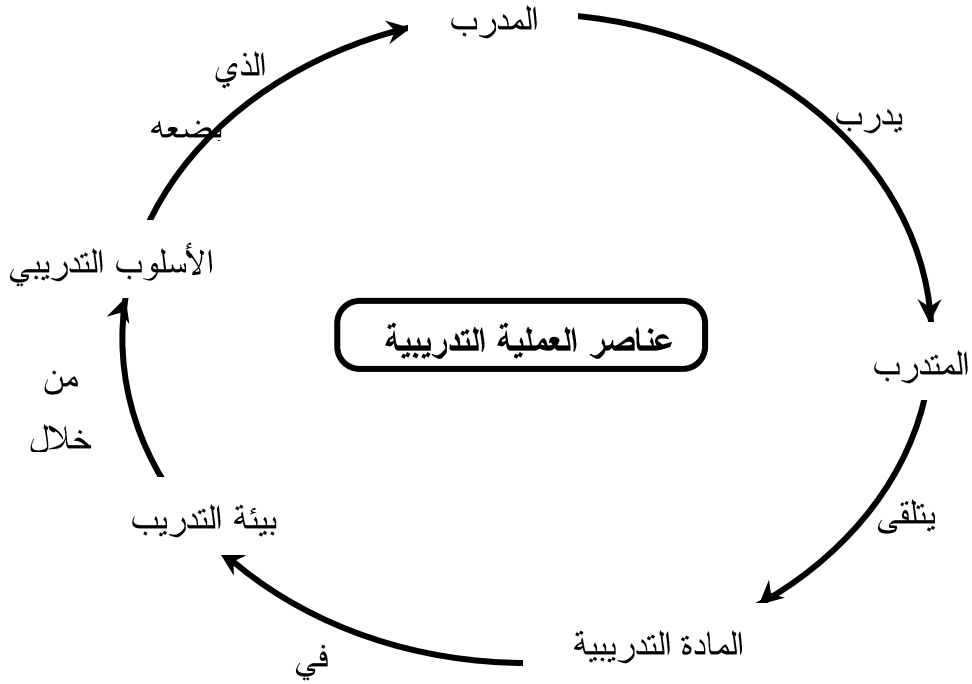 المدرب
يدرب
المتدرب
يتلقى
المادة التدريبية
في
بيئة التدريب
من
خلال
الأسلوب التدريبي
الذي
يضعه
عناصر العملية التدريبية